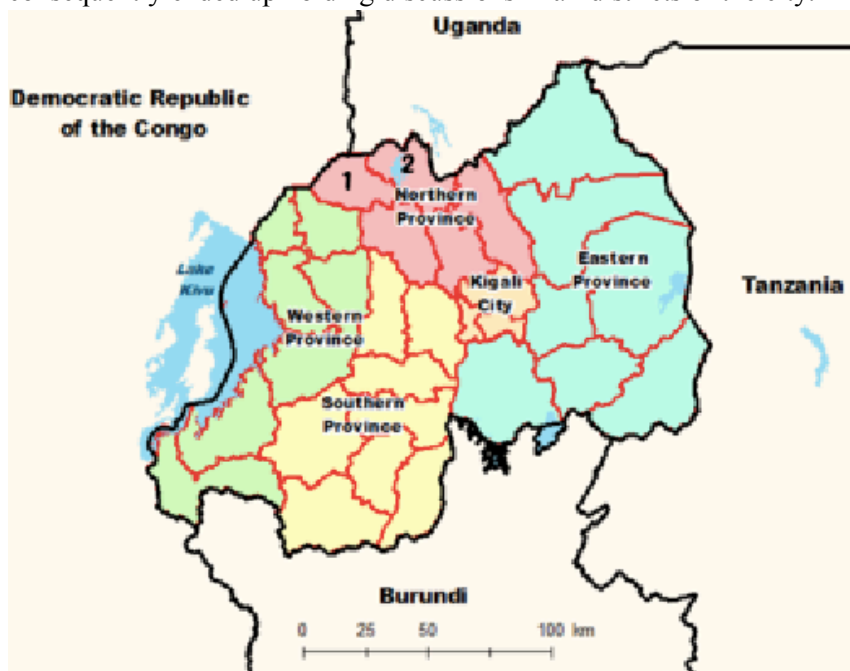 Uganda
Democratic Republic
of the Congo
1
2
Northern
Province
Lake
Kivu
Eastern
Province
Kigali
City
Tanzania
Western
Province
Southern
Province
Burundi
0 25 50 100 km